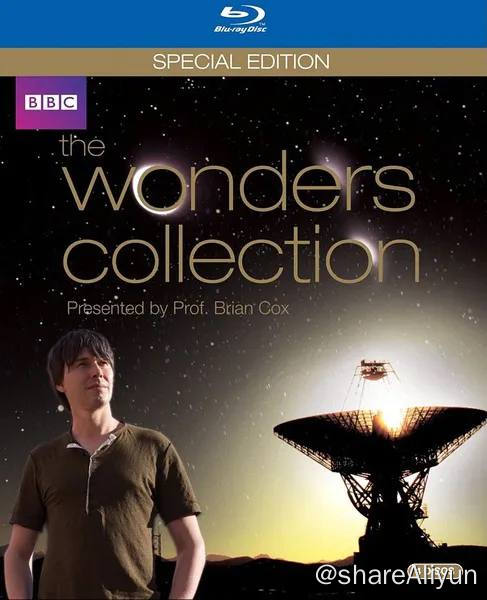 Blu-ray Disc
SPECIAL EDITION
BBC
the
wonders
collection
Presented by Prof. Brian Cox
@shareAliyun